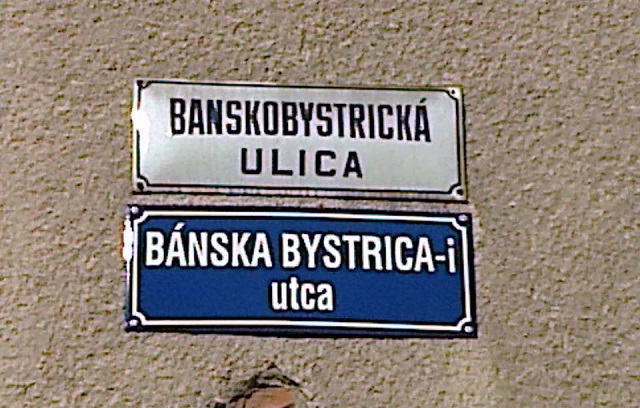 BANSKOBYSTRICKÁ
ULICA
BÁNSKA BYSTRICA-i
utca